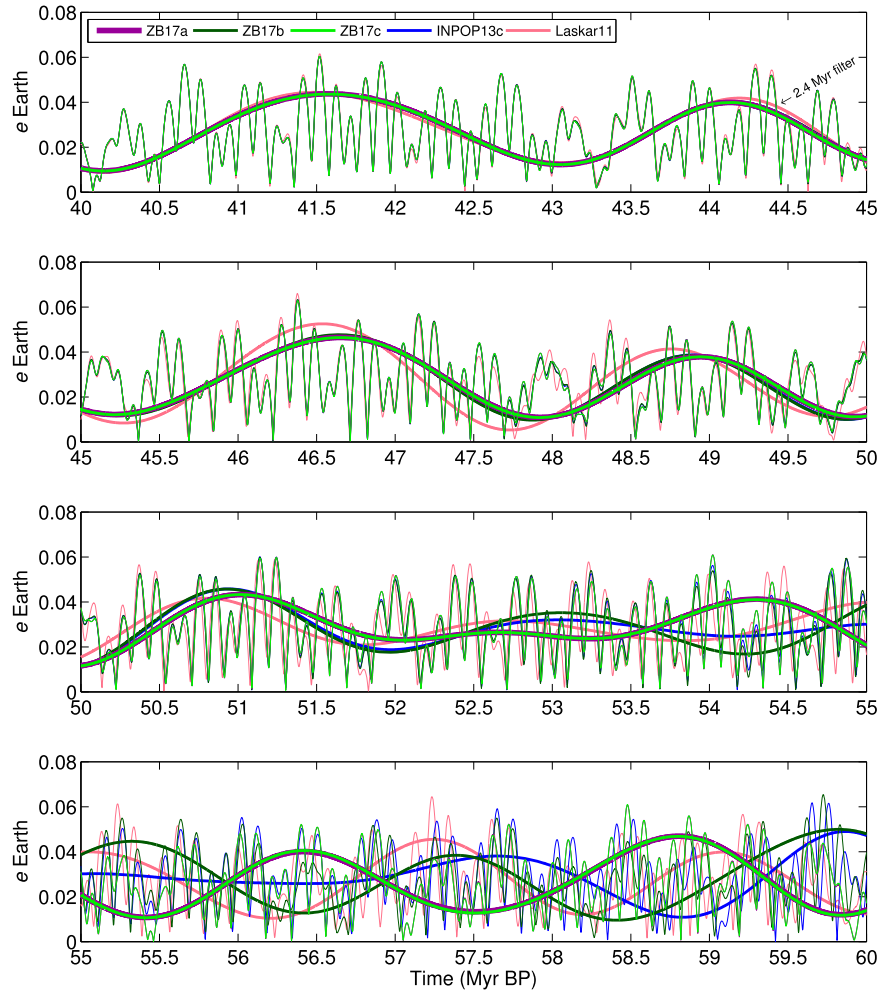 ZB17a ZB17b ZB17c INPOP13c Laskar11
← 2.4 Myr filter
e Earth
0.08
0.06
0.04
0.02
0
40 40.5 41 41.5 42 42.5 43 43.5 44 44.5 45
e Earth
0.08
0.06
0.04
0.02
0
45 45.5 46 46.5 47 47.5 48 48.5 49 49.5 50
e Earth
0.08
0.06
0.04
0.02
0
50 50.5 51 51.5 52 52.5 53 53.5 54 54.5 55
e Earth
0.08
0.06
0.04
0.02
0
55 55.5 56 56.5 57 57.5 58 58.5 59 59.5 60
Time (Myr BP)